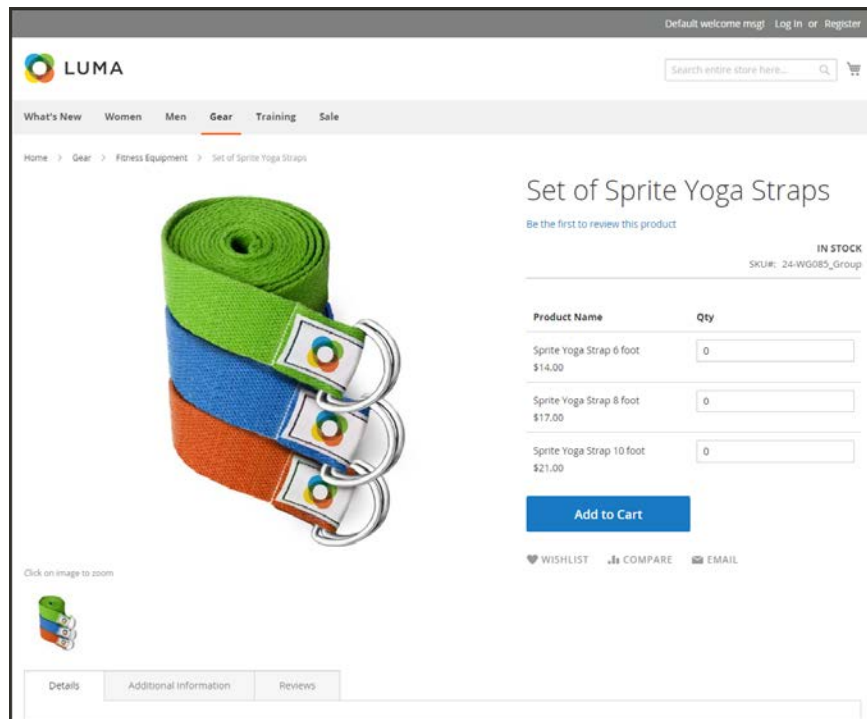 Default welcome msg! Log In or Register
LUMA
Search entire store here...
What's New Women Men Gear Training Sale
Home > Gear > Fitness Equipment > Set of Sprite Yoga Straps
Set of Sprite Yoga Straps
Be the first to review this product
IN STOCK
SKU#: 24-WG085_Group
Product Name Qty
Sprite Yoga Strap 6 foot 0
$14.00
Sprite Yoga Strap 8 foot 0
$17.00
Sprite Yoga Strap 10 foot 0
$21.00
Add to Cart
WISHLIST COMPARE EMAIL
Click on image to zoom
Details Additional Information Reviews